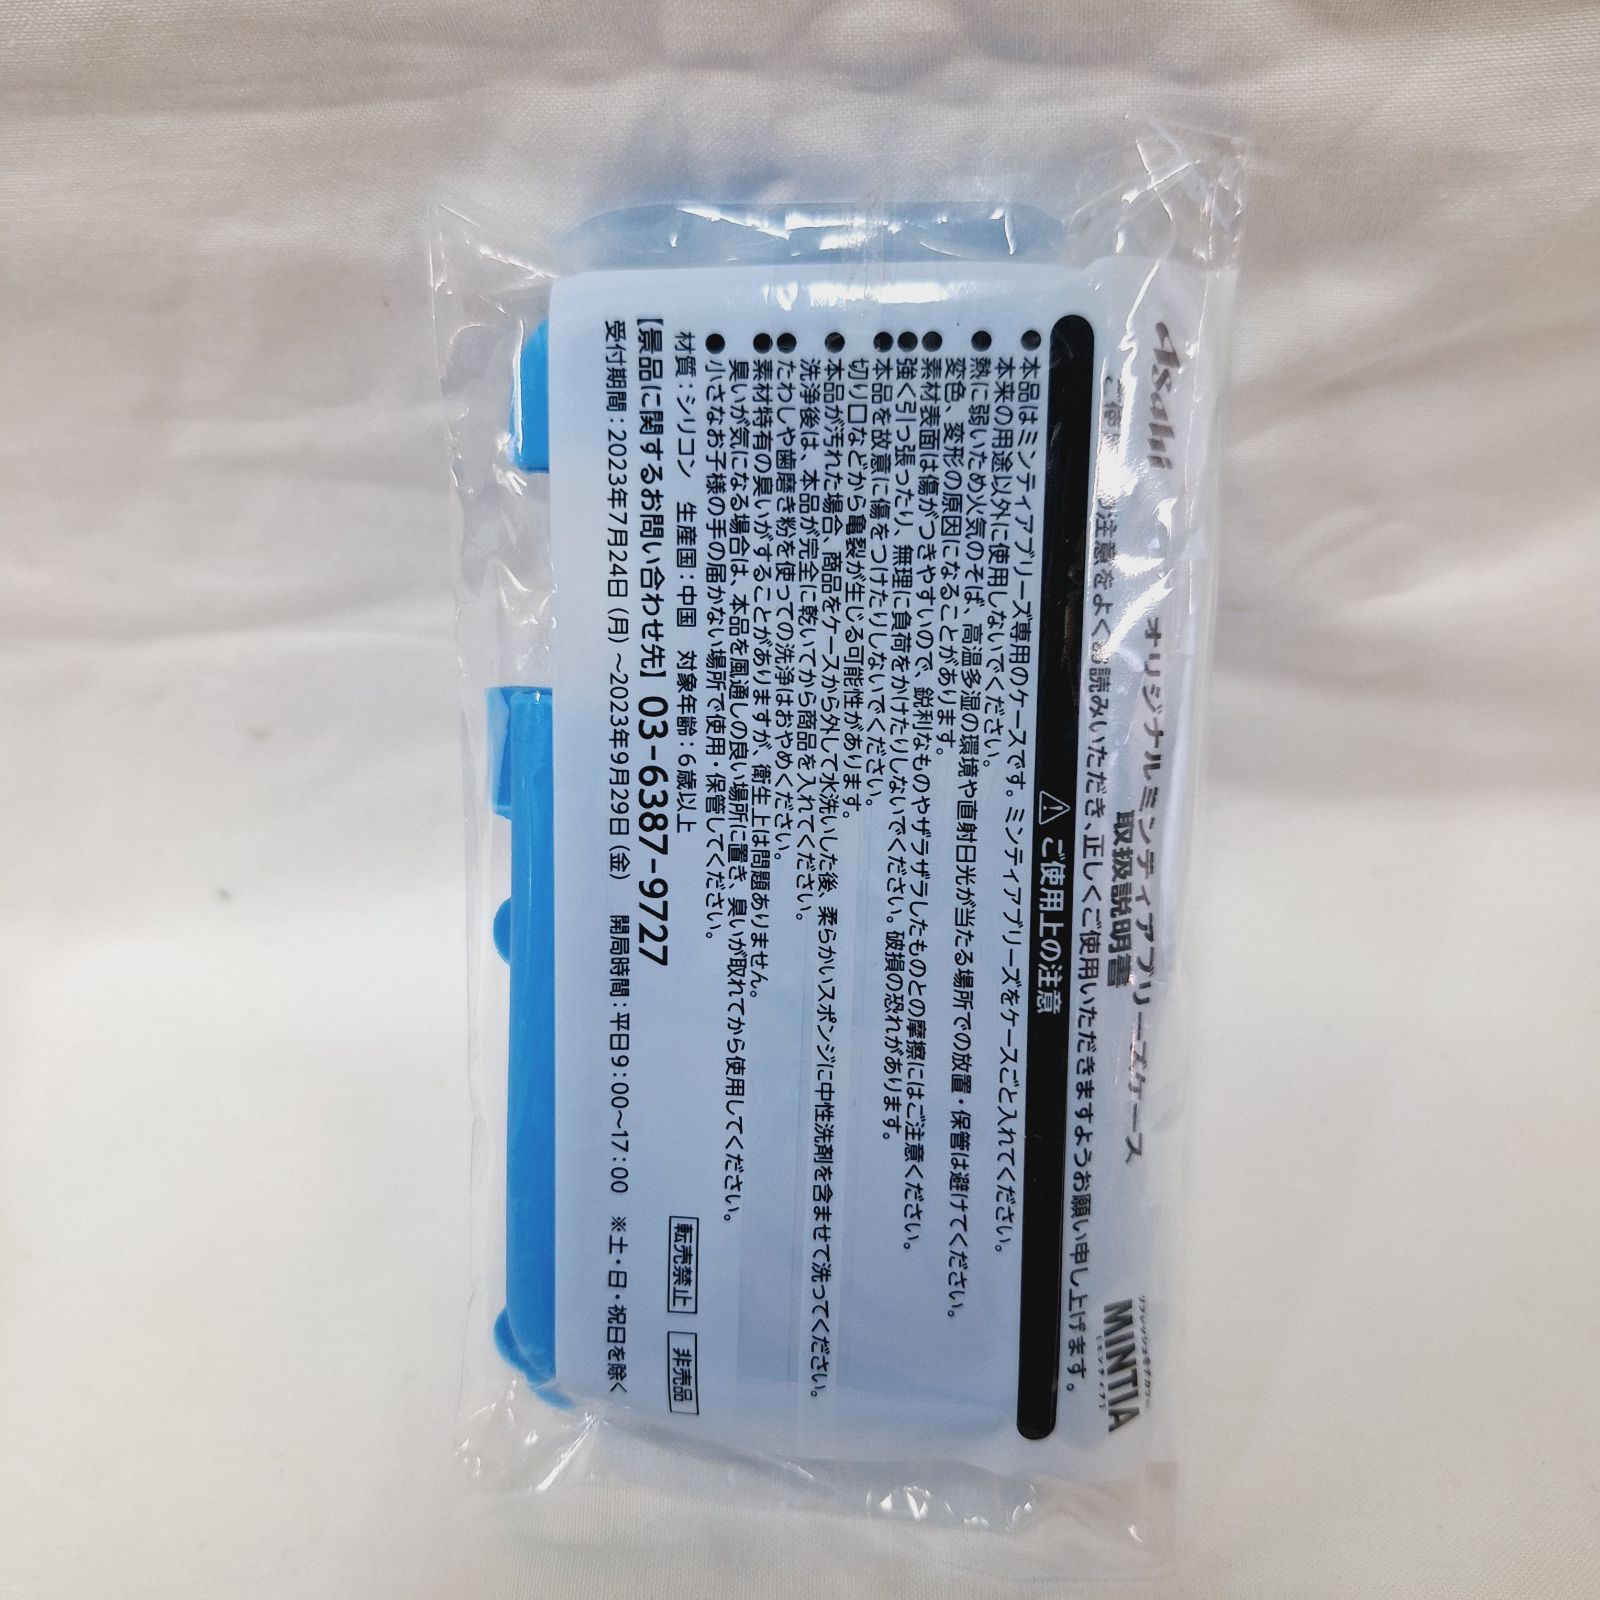 Asahi
オリジナルミンティアブリーズケース
取扱説明書
リフレッシュをチカラに
MINTIA
[ミンティア]
注意をよくお読みいただき、正しくご使用いただきますようお願い申し上げます。
⚠ ご使用上の注意
●本品はミンティアブリーズ専用のケースです。ミンティアブリーズをケースごと入れてください。
本来の用途以外に使用しないでください。
●熱に弱いため火気のそば、高温多湿の環境や直射日光が当たる場所での放置・保管は避けてください。
変色、変形の原因になることがあります。
●素材表面は傷がつきやすいので、鋭利なものやザラザラしたものとの摩擦にはご注意ください。
●強く引っ張ったり、無理に負荷をかけたりしないでください。破損の恐れがあります。
●本品を故意に傷をつけたりしないでください。
切り口などから亀裂が生じる可能性があります。
●本品が汚れた場合、商品をケースから外して水洗いした後、柔らかいスポンジに中性洗剤を含ませて洗ってください。
洗浄後は、本品が完全に乾いてから商品を入れてください。
●たわしや歯磨き粉を使っての洗浄はおやめください。
●素材特有の臭いがすることがありますが、衛生上は問題ありません。
臭いが気になる場合は、本品を風通しの良い場所に置き、臭いが取れてから使用してください。
●小さなお子様の手の届かない場所で使用・保管してください。
材質：シリコン 生産国：中国 対象年齢：6歳以上
転売禁止 非売品
【景品に関するお問い合わせ先】03-6387-9727
受付期間：2023年7月24日（月）～2023年9月29日（金） 開局時間：平日9：00～17：00 ※土・日・祝日を除く